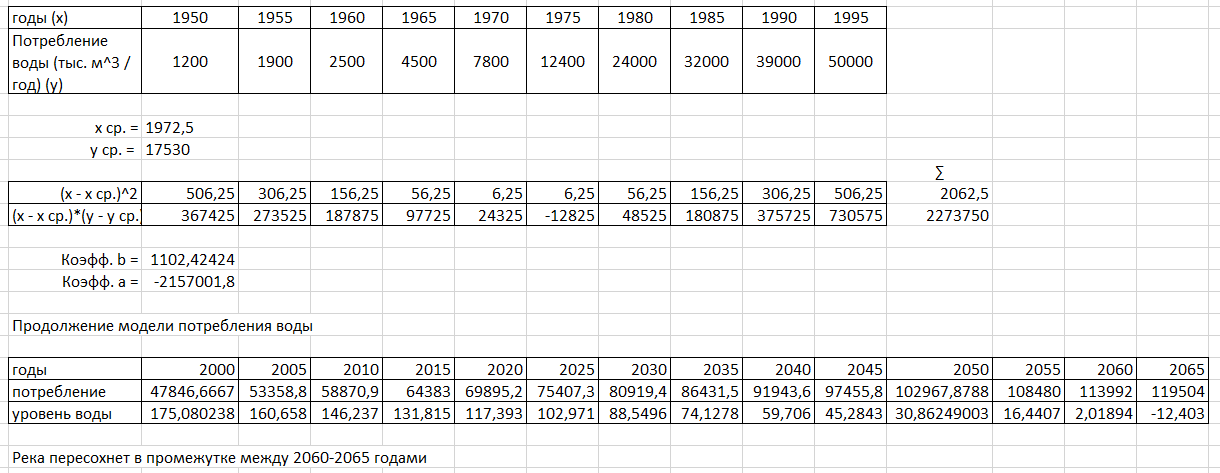 годы (x) 1950 1955 1960 1965 1970 1975 1980 1985 1990 1995
Потребление
воды (тыс. м^3 / 1200 1900 2500 4500 7800 12400 24000 32000 39000 50000
год) (y)
x ср. = 1972,5
y ср. = 17530
∑
(x - x ср.)^2 506,25 306,25 156,25 56,25 6,25 6,25 56,25 156,25 306,25 506,25 2062,5
(x - x ср.)*(y - y ср.) 367425 273525 187875 97725 24325 -12825 48525 180875 375725 730575 2273750
Коэфф. b = 1102,42424
Коэфф. a = -2157001,8
Продолжение модели потребления воды
годы 2000 2005 2010 2015 2020 2025 2030 2035 2040 2045 2050 2055 2060 2065
потребление 47846,6667 53358,8 58870,9 64383 69895,2 75407,3 80919,4 86431,5 91943,6 97455,8 102967,8788 108480 113992 119504
уровень воды 175,080238 160,658 146,237 131,815 117,393 102,971 88,5496 74,1278 59,706 45,2843 30,86249003 16,4407 2,01894 -12,403
Река пересохнет в промежутке между 2060-2065 годами